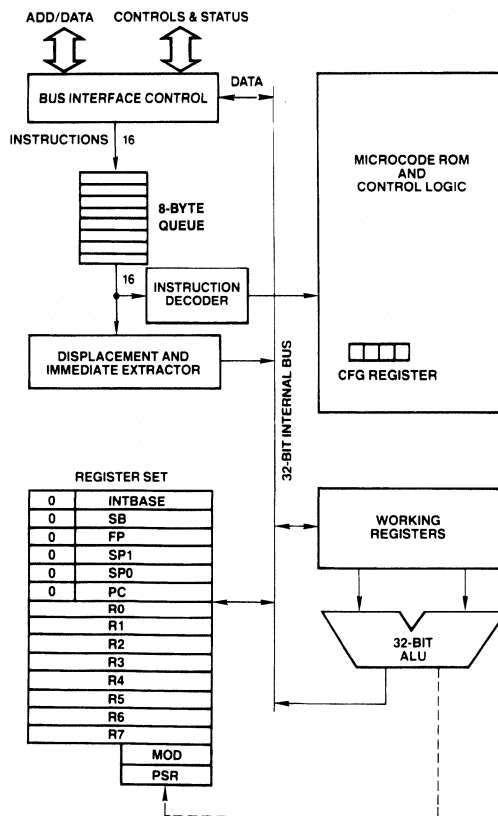 ADD/DATA CONTROLS & STATUS
BUS INTERFACE CONTROL
DATA
INSTRUCTIONS 16
8-BYTE
QUEUE
16
INSTRUCTION
DECODER
DISPLACEMENT AND
IMMEDIATE EXTRACTOR
MICROCODE ROM
AND
CONTROL LOGIC
CFG REGISTER
32-BIT INTERNAL BUS
REGISTER SET
0 INTBASE
0 SB
0 FP
0 SP1
0 SP0
0 PC
R0
R1
R2
R3
R4
R5
R6
R7
MOD
PSR
WORKING
REGISTERS
32-BIT
ALU